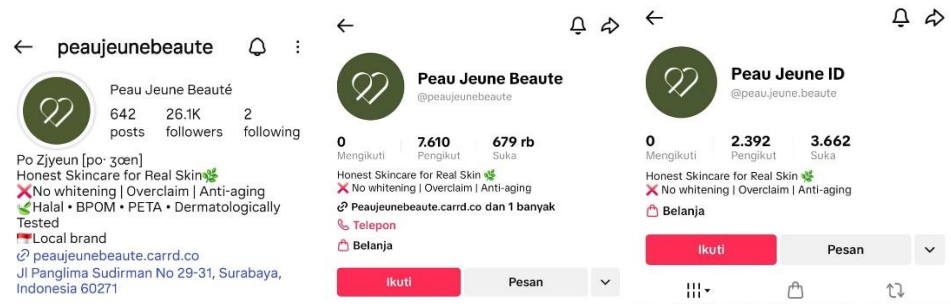 peaujeunebeaute
Peau Jeune Beauté
642 26.1K 2
posts followers following
Po Zjyeun [po· ʒœn]
Honest Skincare for Real Skin🌿
❌No whitening | Overclaim | Anti-aging
🌿Halal • BPOM • PETA • Dermatologically
Tested
🇮🇩Local brand
peaujeunebeaute.carrd.co
Jl Panglima Sudirman No 29-31, Surabaya,
Indonesia 60271
Peau Jeune Beaute
@peaujeunebeaute
0 7.610 679 rb
Mengikuti Pengikut Suka
Honest Skincare for Real Skin 🌿
❌ No whitening | Overclaim | Anti-aging
Peaujeunebeaute.carrd.co dan 1 banyak
Telepon
Belanja
Ikuti Pesan
Peau Jeune ID
@peau.jeune.beaute
0 2.392 3.662
Mengikuti Pengikut Suka
Honest Skincare for Real Skin 🌿
❌ No whitening | Overclaim | Anti-aging
Belanja
Ikuti Pesan